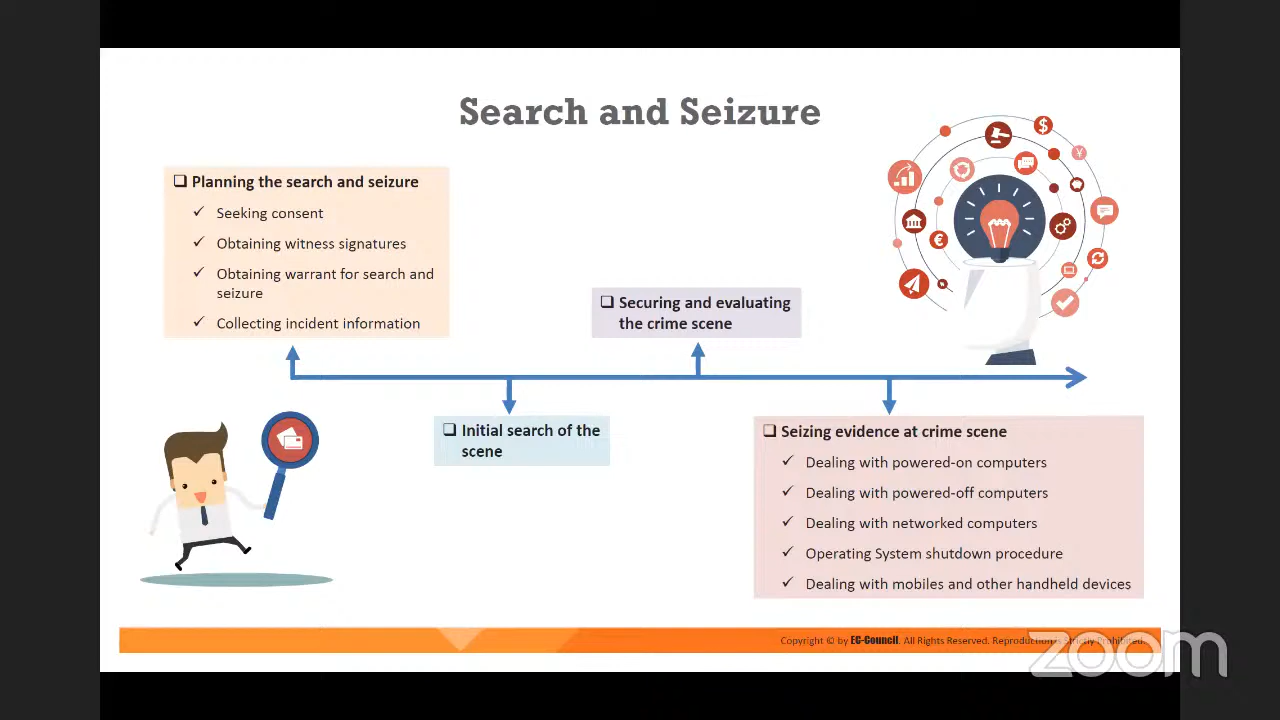 Search and Seizure
❑ Planning the search and seizure
✓ Seeking consent
✓ Obtaining witness signatures
✓ Obtaining warrant for search and
seizure
✓ Collecting incident information
❑ Initial search of the
scene
❑ Securing and evaluating
the crime scene
❑ Seizing evidence at crime scene
✓ Dealing with powered-on computers
✓ Dealing with powered-off computers
✓ Dealing with networked computers
✓ Operating System shutdown procedure
✓ Dealing with mobiles and other handheld devices
$
¥
€
Copyright © by EC-Council. All Rights Reserved. Reproduction is Strictly Prohibited.
zoom